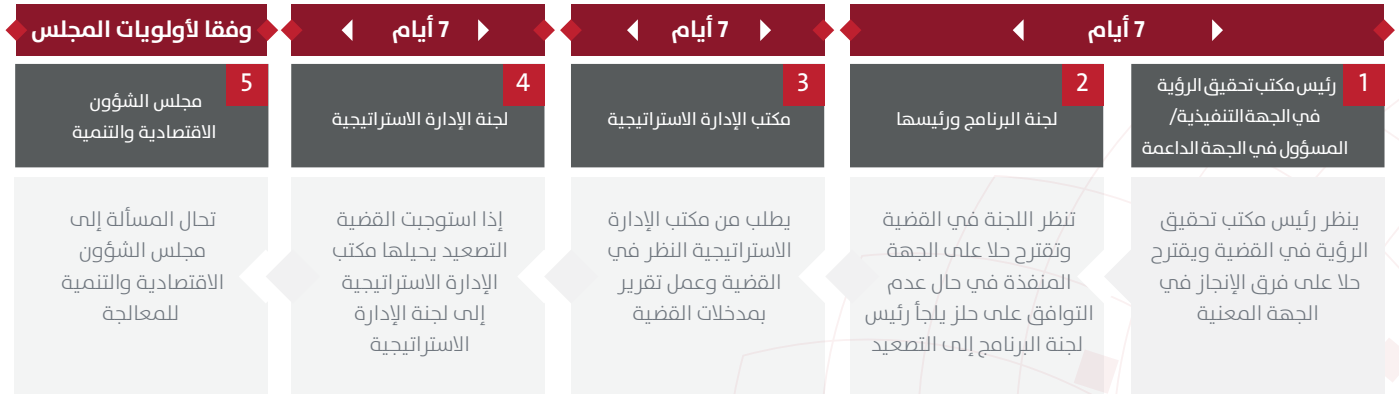 7 أيام
7 أيام
7 أيام
وفقا لأولويات المجلس
1
رئيس مكتب تحقيق الرؤية
في الجهة التنفيذية/
المسؤول في الجهة الداعمة
ينظر رئيس مكتب تحقيق
الرؤية في القضية ويقترح
حلا على فرق الإنجاز في
الجهة المعنية
2
لجنة البرنامج ورئيسها
تنظر اللجنة في القضية
وتقترح حلا على الجهة
المنفذة في حال عدم
التوافق على حلز يلجأ رئيس
لجنة البرنامج إلى التصعيد
3
مكتب الإدارة الاستراتيجية
يطلب من مكتب الإدارة
الاستراتيجية النظر في
القضية وعمل تقرير
بمدخلات القضية
4
لجنة الإدارة الاستراتيجية
إذا استوجبت القضية
التصعيد يحيلها مكتب
الإدارة الاستراتيجية
إلى لجنة الإدارة
الاستراتيجية
5
مجلس الشؤون
الاقتصادية والتنمية
تحال المسألة إلى
مجلس الشؤون
الاقتصادية والتنمية
للمعالجة